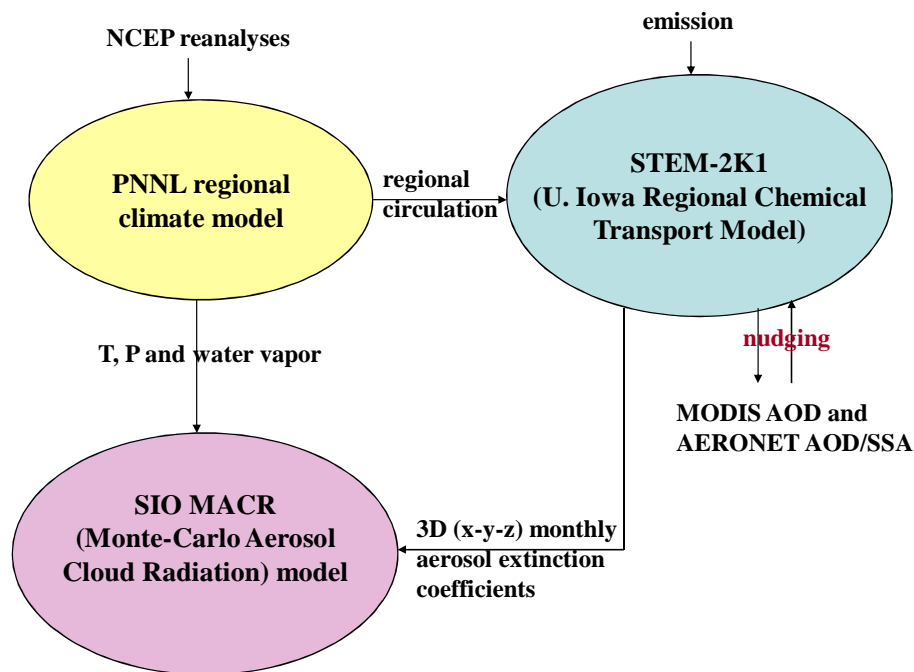 NCEP reanalyses
emission
PNNL regional
climate model
regional
circulation
STEM-2K1
(U. Iowa Regional Chemical
Transport Model)
T, P and water vapor
nudging
MODIS AOD and
AERONET AOD/SSA
SIO MACR
(Monte-Carlo Aerosol
Cloud Radiation) model
3D (x-y-z) monthly
aerosol extinction
coefficients